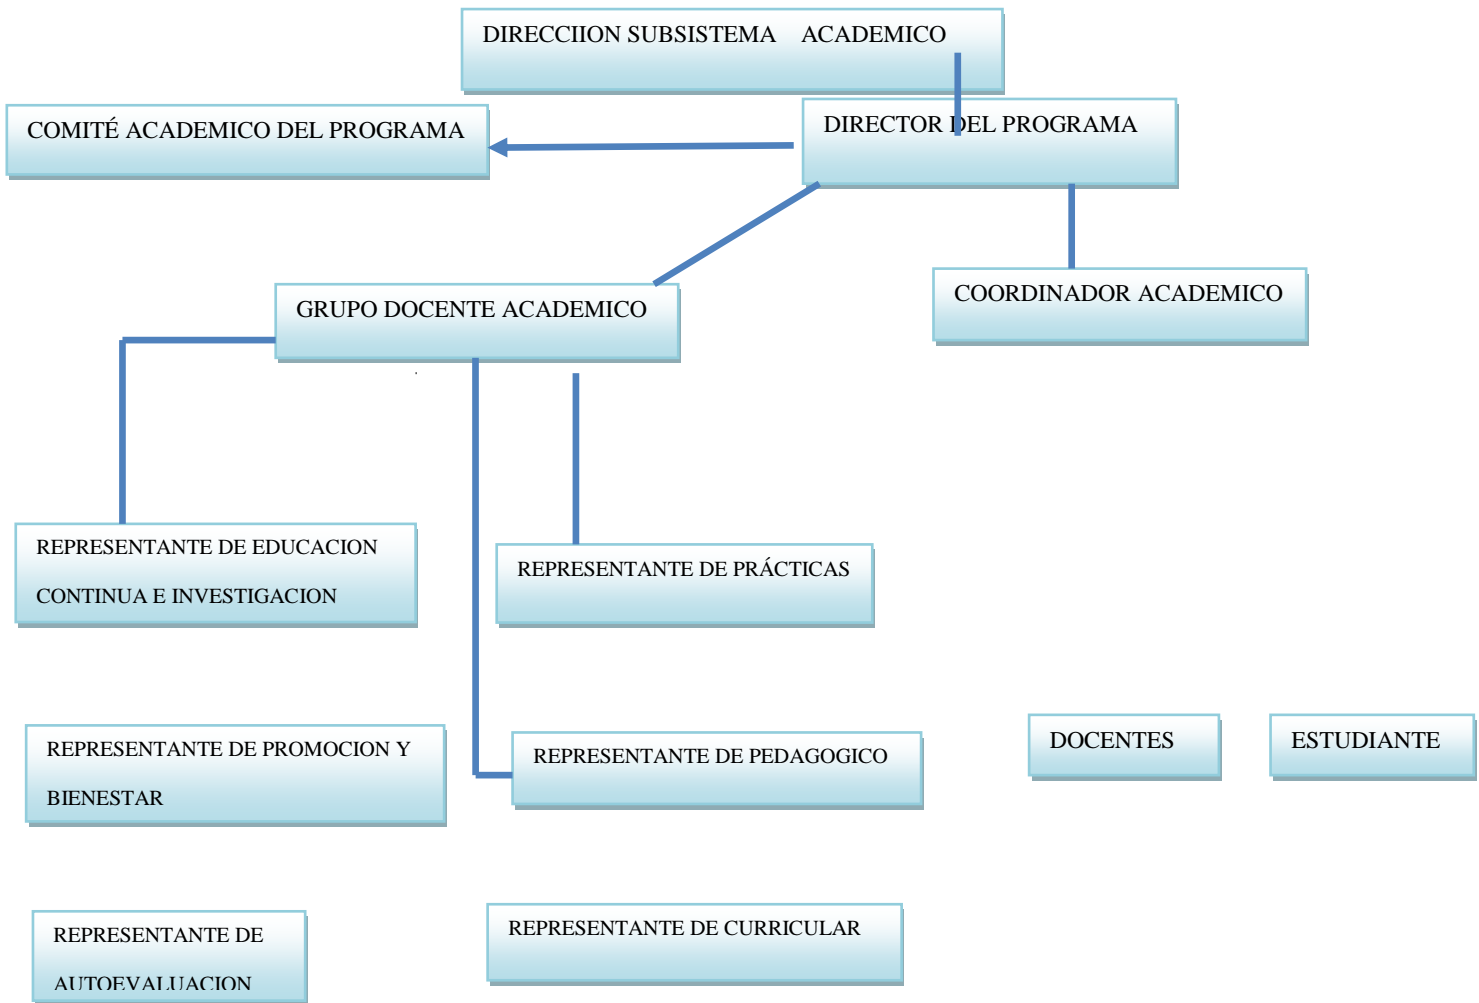 DIRECCIION SUBSISTEMA ACADEMICO
COMITÉ ACADEMICO DEL PROGRAMA
DIRECTOR DEL PROGRAMA
GRUPO DOCENTE ACADEMICO
COORDINADOR ACADEMICO
REPRESENTANTE DE EDUCACION
CONTINUA E INVESTIGACION
REPRESENTANTE DE PRÁCTICAS
REPRESENTANTE DE PROMOCION Y
BIENESTAR
REPRESENTANTE DE PEDAGOGICO
DOCENTES
ESTUDIANTE
REPRESENTANTE DE
AUTOEVALUACION
REPRESENTANTE DE CURRICULAR